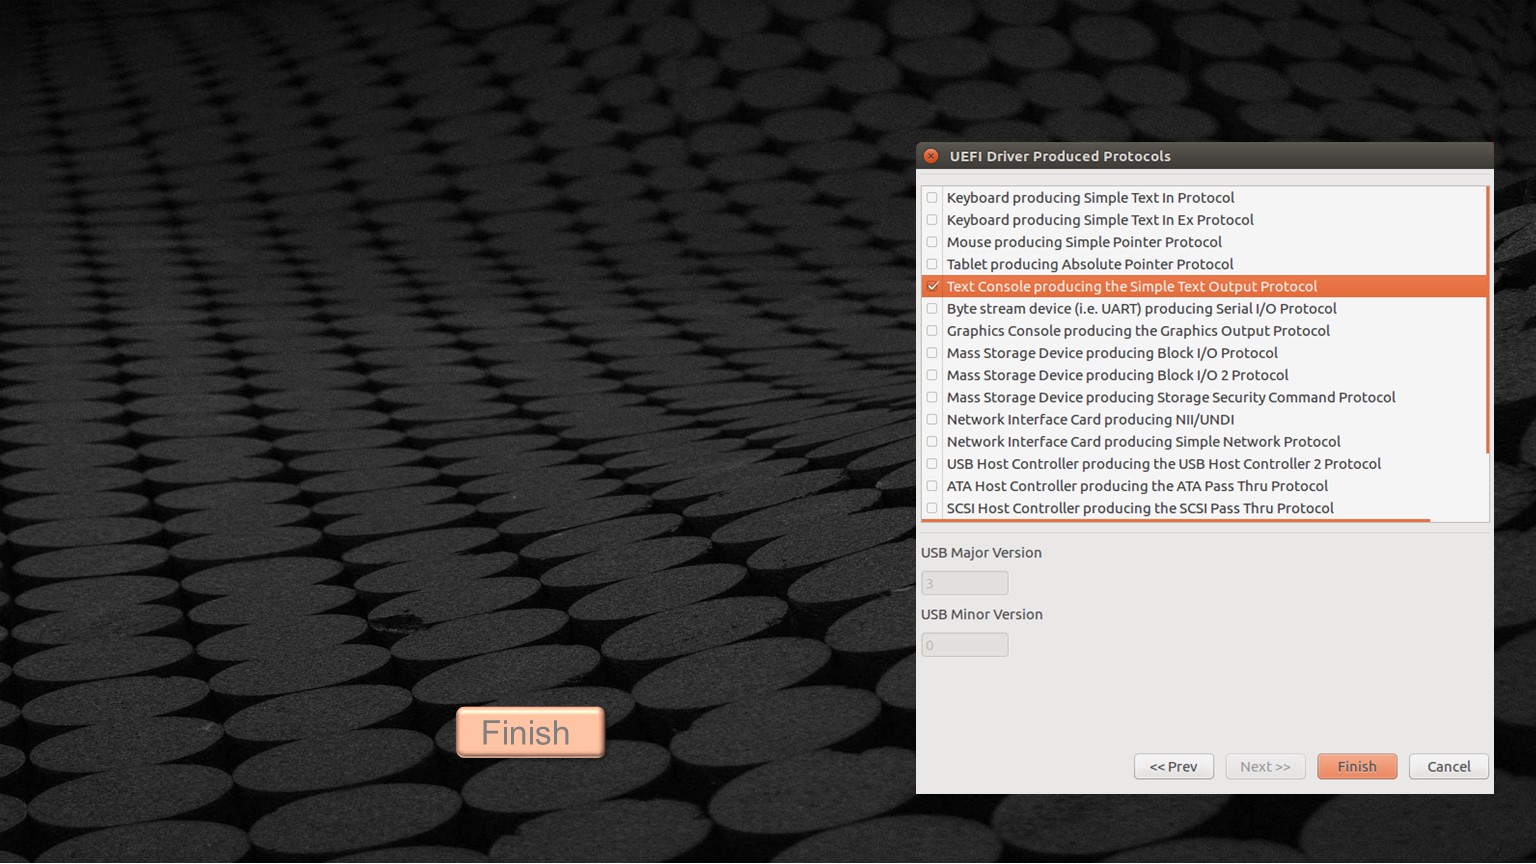 UEFI Driver Produced Protocols
Keyboard producing Simple Text In Protocol
Keyboard producing Simple Text In Ex Protocol
Mouse producing Simple Pointer Protocol
Tablet producing Absolute Pointer Protocol
Text Console producing the Simple Text Output Protocol
Byte stream device (i.e. UART) producing Serial I/O Protocol
Graphics Console producing the Graphics Output Protocol
Mass Storage Device producing Block I/O Protocol
Mass Storage Device producing Block I/O 2 Protocol
Mass Storage Device producing Storage Security Command Protocol
Network Interface Card producing NII/UNDI
Network Interface Card producing Simple Network Protocol
USB Host Controller producing the USB Host Controller 2 Protocol
ATA Host Controller producing the ATA Pass Thru Protocol
SCSI Host Controller producing the SCSI Pass Thru Protocol
USB Major Version
3
USB Minor Version
0
Finish
<< Prev Next >> Finish Cancel